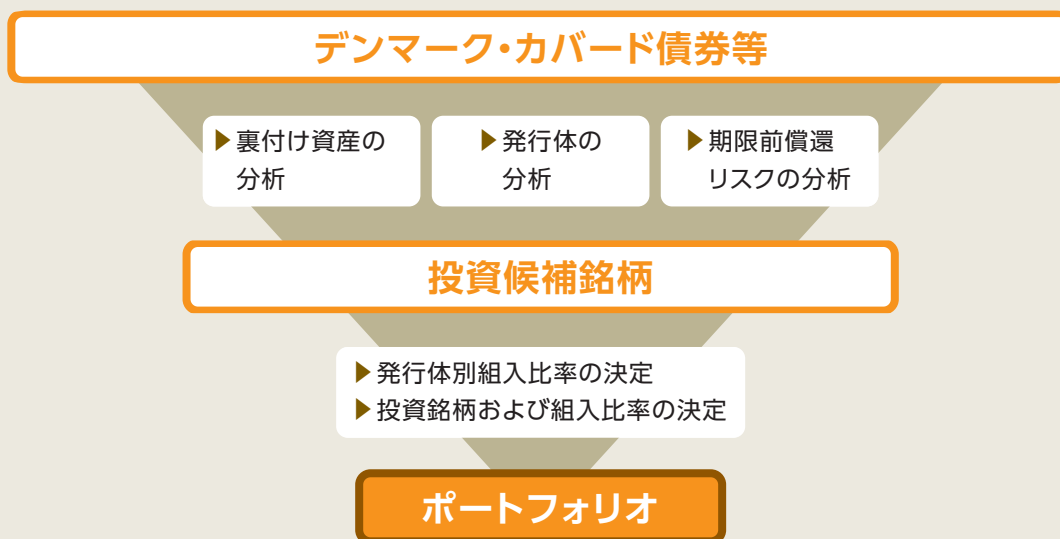 デンマーク・カバード債券等
▶裏付け資産の
分析
▶発行体の
分析
▶期限前償還
リスクの分析
投資候補銘柄
▶発行体別組入比率の決定
▶投資銘柄および組入比率の決定
ポートフォリオ